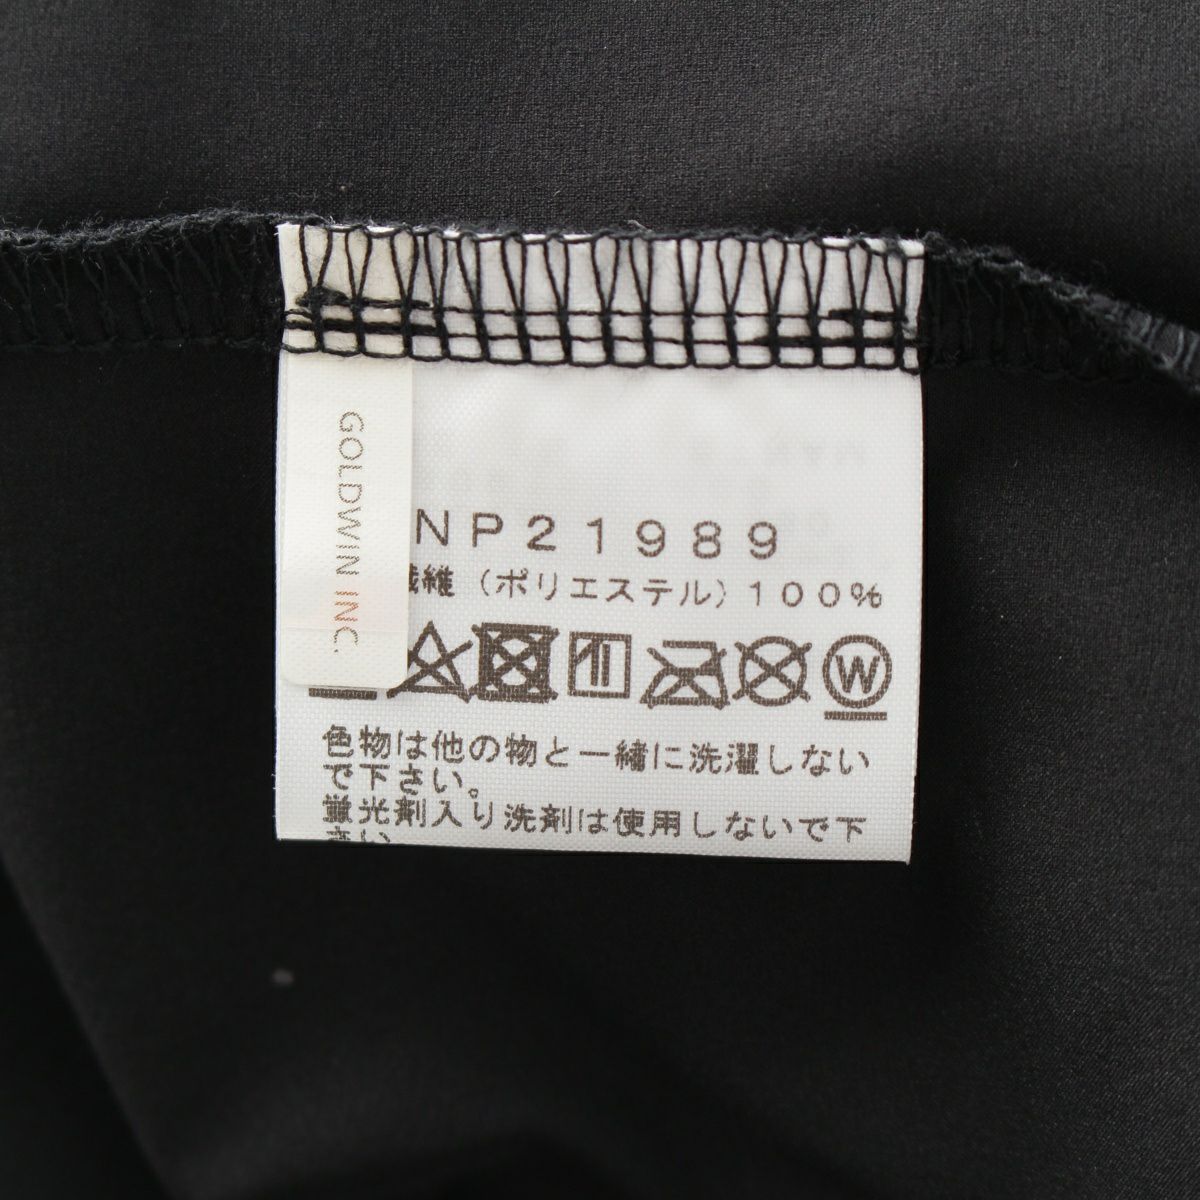 GOLDWIN INC.
NP21989
繊維（ポリエステル）100%
W
色物は他の物と一緒に洗濯しない
で下さい。
蛍光剤入り洗剤は使用しないで下
さい